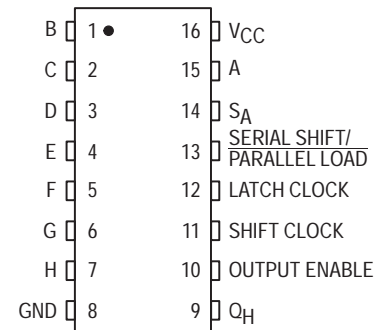 B 1 16 VCC
C 2 15 A
D 3 14 SA
E 4 13 SERIAL SHIFT/
PARALLEL LOAD
F 5 12 LATCH CLOCK
G 6 11 SHIFT CLOCK
H 7 10 OUTPUT ENABLE
GND 8 9 QH